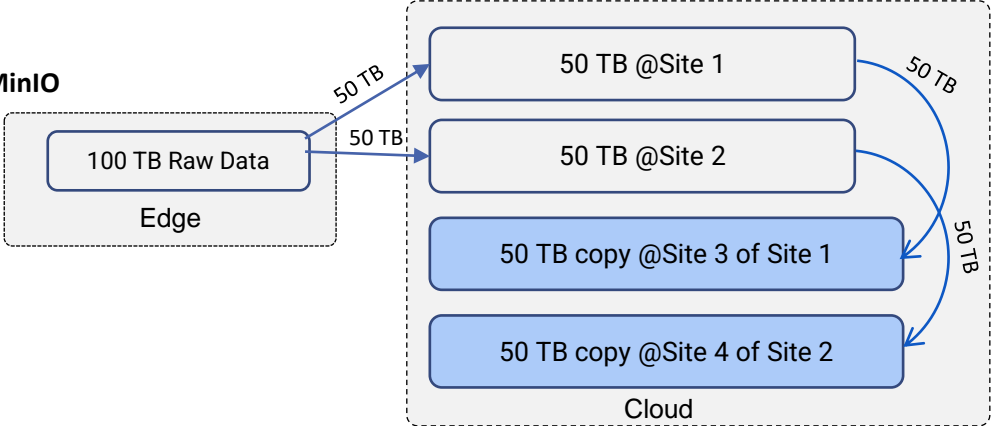 MinIO
50 TB
50 TB
100 TB Raw Data
Edge
50 TB @Site 1
50 TB @Site 2
50 TB copy @Site 3 of Site 1
50 TB copy @Site 4 of Site 2
50 TB
50 TB
Cloud